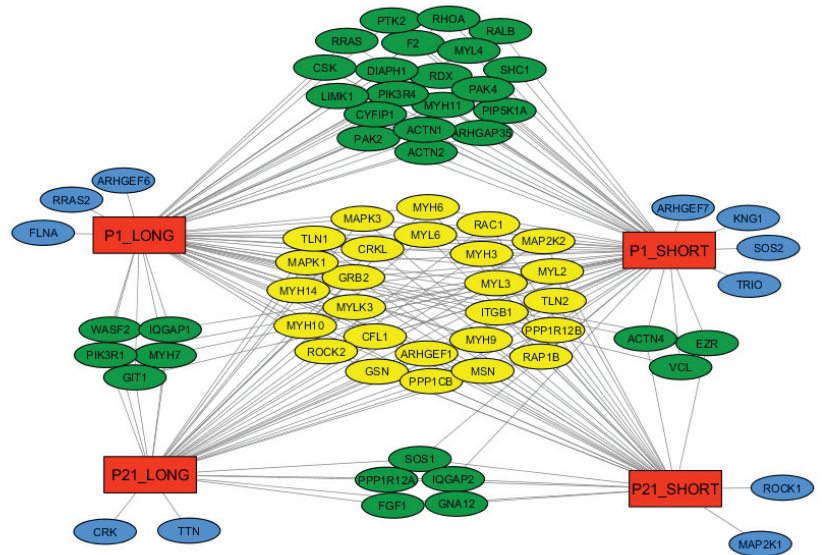 PTK2
RHOA
RALB
RRAS
F2
MYL4
CSK
DIAPH1
RDX
SHC1
LIMK1
PIK3R4
PAK4
MYH11
PIP5K1A
CYFIP1
ACTN1
ARHGAP35
PAK2
ACTN2
ARHGEF6
RRAS2
FLNA
P1_LONG
MAPK3
MYH6
RAC1
TLN1
CRKL
MYL6
MYH3
MAP2K2
MAPK1
GRB2
MYL3
MYL2
MYH14
MYLK3
ITGB1
TLN2
MYH10
CFL1
MYH9
PPP1R12B
ROCK2
ARHGEF1
RAP1B
GSN
PPP1CB
MSN
ARHGEF7
KNG1
P1_SHORT
SOS2
TRIO
WASF2
IQGAP1
PIK3R1
MYH7
GIT1
ACTN4
EZR
VCL
P21_LONG
SOS1
PPP1R12A
IQGAP2
FGF1
GNA12
P21_SHORT
ROCK1
CRK
TTN
MAP2K1